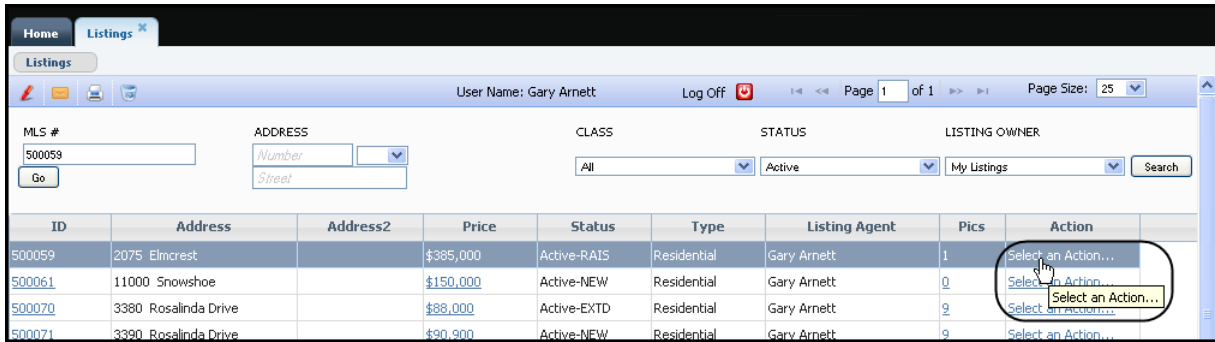 Home Listings ×
Listings
User Name: Gary Arnett Log Off Page 1 of 1 Page Size: 25
MLS # ADDRESS CLASS STATUS LISTING OWNER
500059 Number
All Active My Listings Search
Go Street
ID Address Address2 Price Status Type Listing Agent Pics Action
500059 2075 Elmcrest $385,000 Active-RAIS Residential Gary Arnett 1 Select an Action...
500061 11000 Snowshoe $150,000 Active-NEW Residential Gary Arnett 0 Select an Action...
Select an Action...
500070 3380 Rosalinda Drive $88,000 Active-EXTD Residential Gary Arnett 9 Select an Action...
500071 3390 Rosalinda Drive $90,900 Active-NEW Residential Gary Arnett 9 Select an Action...